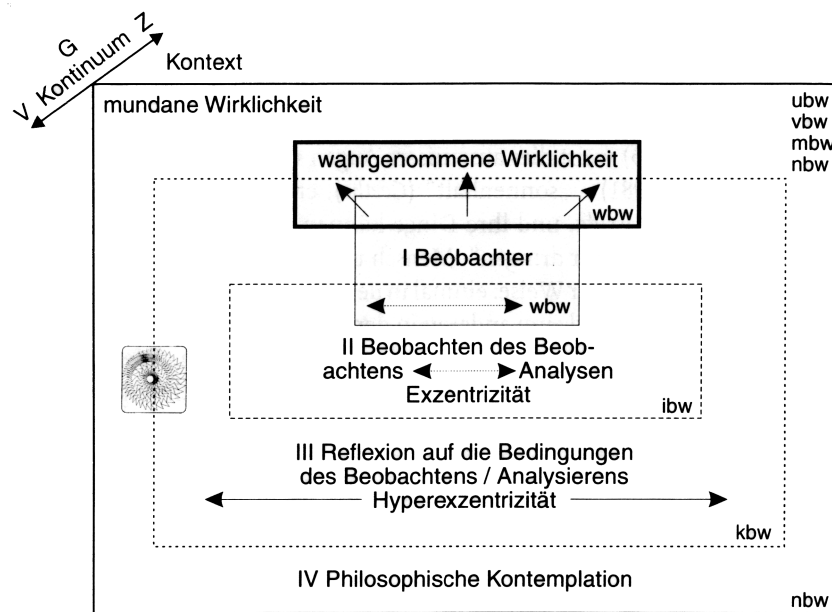 V Kontinuum Z
G
Kontext
mundane Wirklichkeit
ubw
vbw
mbw
nbw
wahrgenommene Wirklichkeit
wbw
I Beobachter
wbw
II Beobachten des Beob-
achtens Analysen
Exzentrizität
ibw
III Reflexion auf die Bedingungen
des Beobachtens / Analysierens
Hyperexzentrizität
kbw
IV Philosophische Kontemplation
nbw